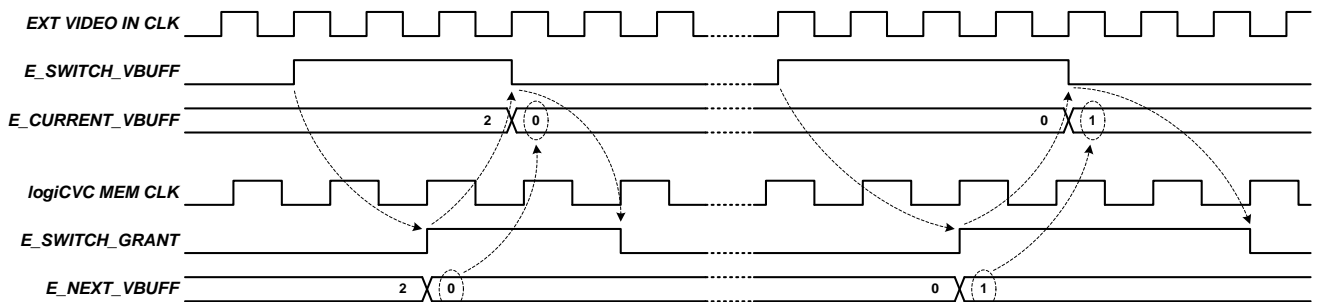 EXT VIDEO IN CLK
E_SWITCH_VBUFF
E_CURRENT_VBUFF 2 0 0 1
logiCVC MEM CLK
E_SWITCH_GRANT
E_NEXT_VBUFF 2 0 0 1